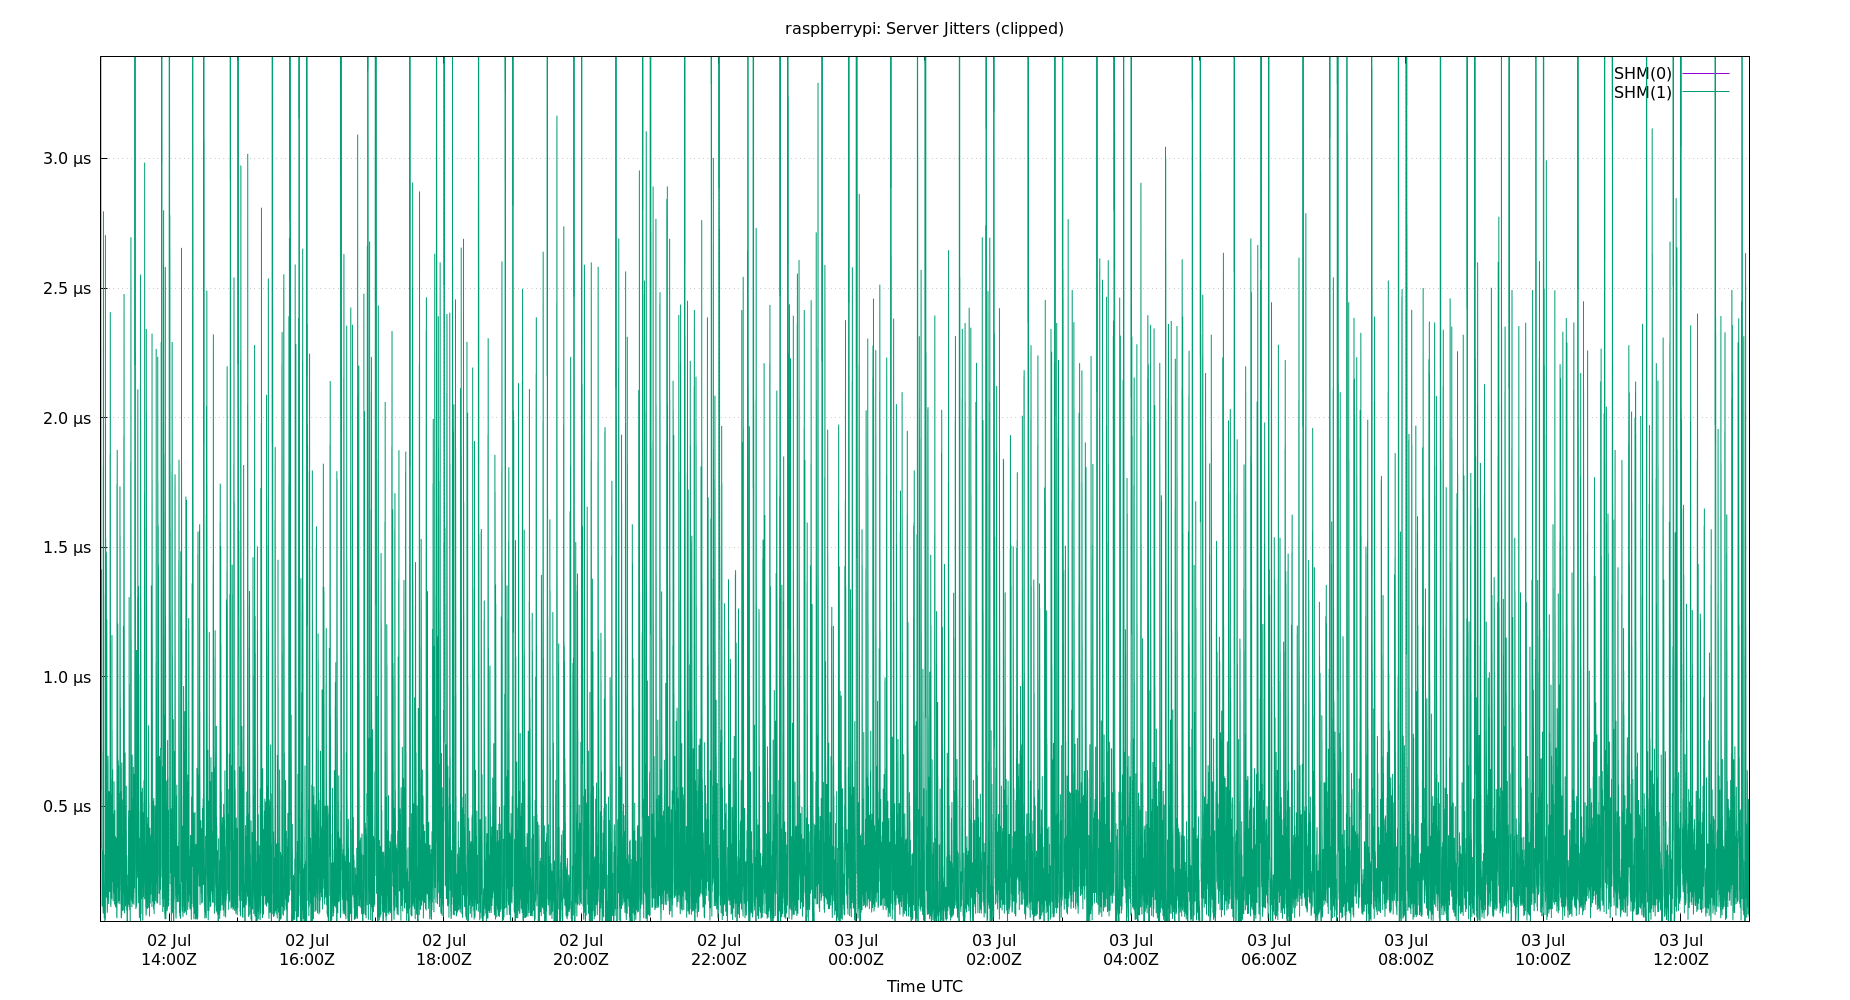 raspberrypi: Server Jitters (clipped)
SHM(0)
SHM(1)
3.0 µs
2.5 µs
2.0 µs
1.5 µs
1.0 µs
0.5 µs
02 Jul 02 Jul 02 Jul 02 Jul 02 Jul 03 Jul 03 Jul 03 Jul 03 Jul 03 Jul 03 Jul 03 Jul
14:00Z 16:00Z 18:00Z 20:00Z 22:00Z 00:00Z 02:00Z 04:00Z 06:00Z 08:00Z 10:00Z 12:00Z
Time UTC